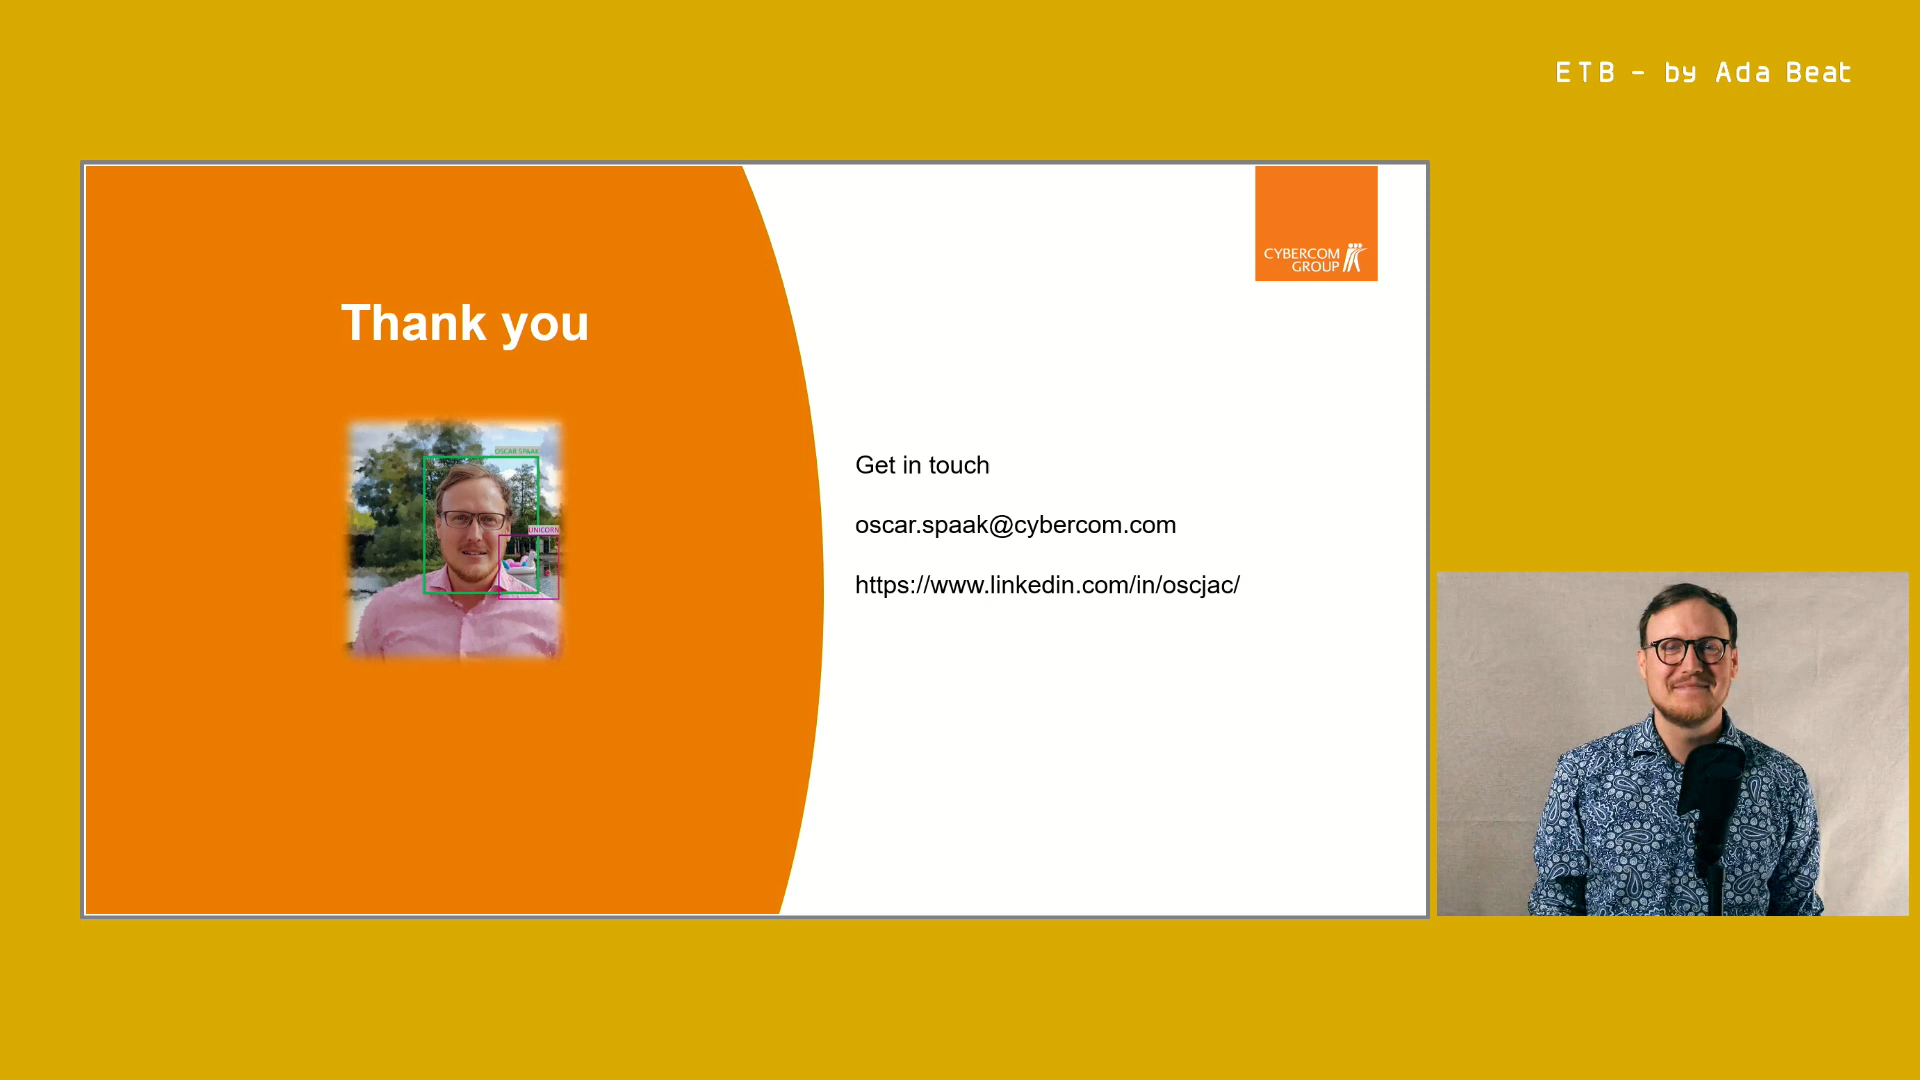 ETB - by Ada Beat
CYBERCOM
GROUP
Thank you
OSCAR SPAAK
UNICORN
Get in touch
oscar.spaak@cybercom.com
https://www.linkedin.com/in/oscjac/